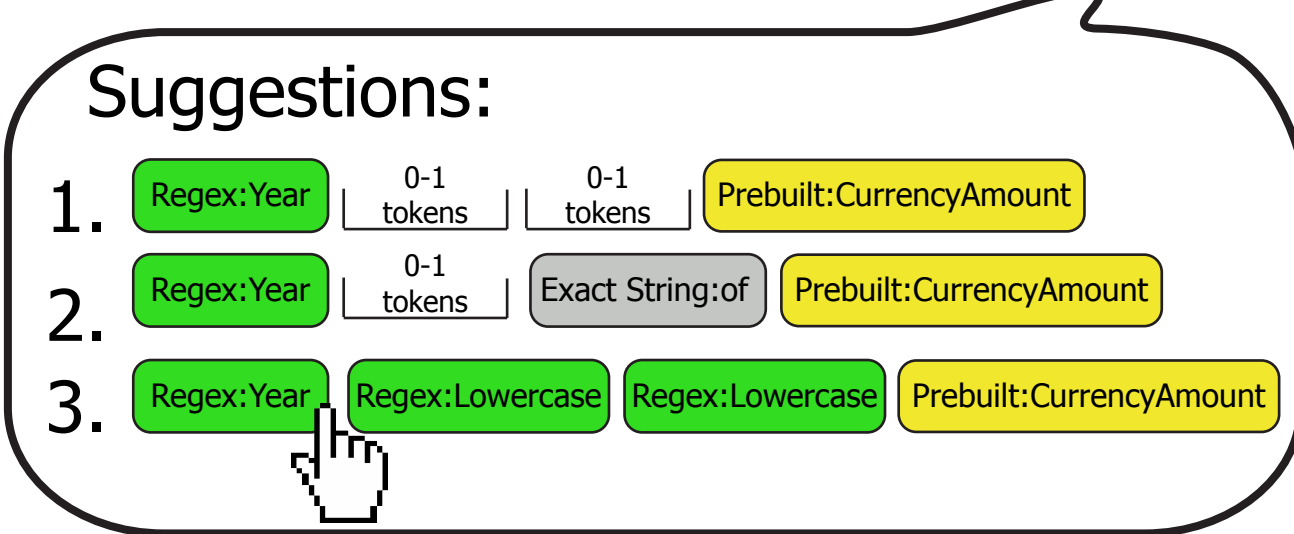 Suggestions:
1. Regex:Year 0-1 tokens 0-1 tokens Prebuilt:CurrencyAmount
2. Regex:Year 0-1 tokens Exact String:of Prebuilt:CurrencyAmount
3. Regex:Year Regex:Lowercase Regex:Lowercase Prebuilt:CurrencyAmount